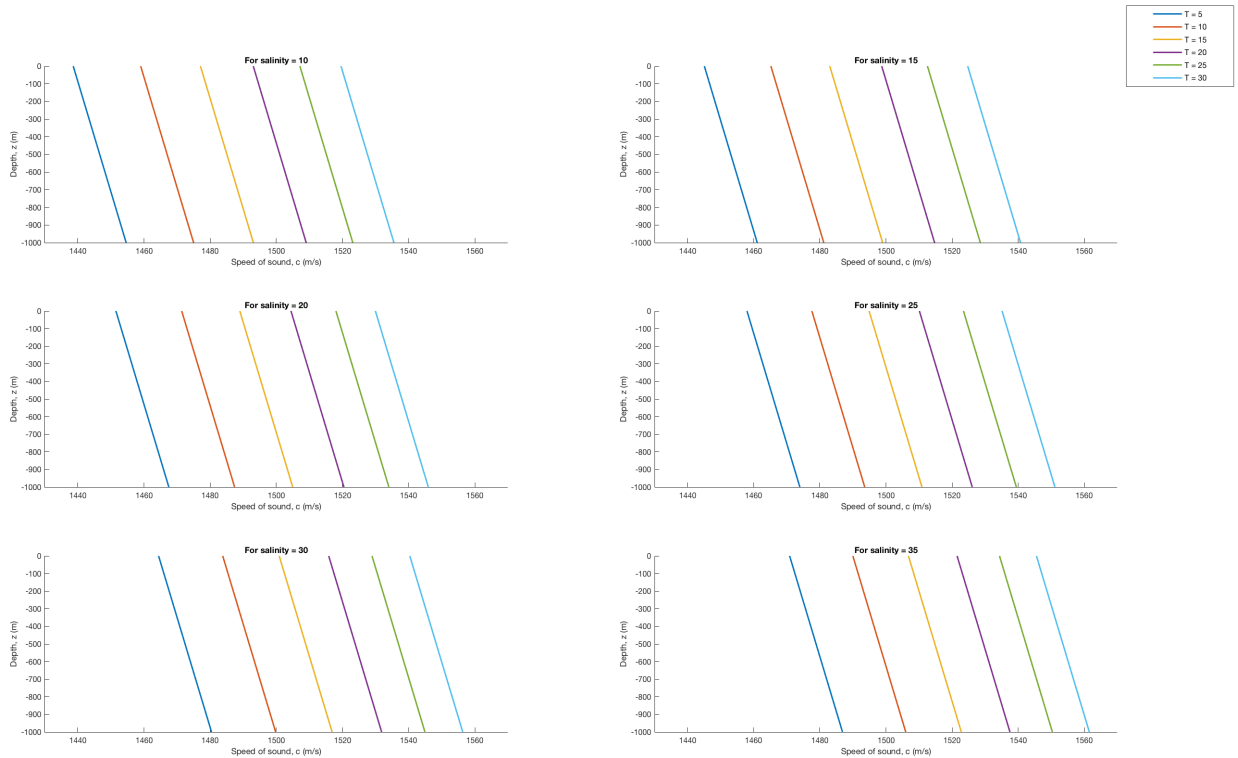 T = 5
T = 10
T = 15
T = 20
T = 25
T = 30
For salinity = 10
0
-100
-200
-300
-400
-500
-600
-700
-800
-900
-1000
Depth, z (m)
1440 1460 1480 1500 1520 1540 1560
Speed of sound, c (m/s)
For salinity = 15
0
-100
-200
-300
-400
-500
-600
-700
-800
-900
-1000
Depth, z (m)
1440 1460 1480 1500 1520 1540 1560
Speed of sound, c (m/s)
For salinity = 20
0
-100
-200
-300
-400
-500
-600
-700
-800
-900
-1000
Depth, z (m)
1440 1460 1480 1500 1520 1540 1560
Speed of sound, c (m/s)
For salinity = 25
0
-100
-200
-300
-400
-500
-600
-700
-800
-900
-1000
Depth, z (m)
1440 1460 1480 1500 1520 1540 1560
Speed of sound, c (m/s)
For salinity = 30
0
-100
-200
-300
-400
-500
-600
-700
-800
-900
-1000
Depth, z (m)
1440 1460 1480 1500 1520 1540 1560
Speed of sound, c (m/s)
For salinity = 35
0
-100
-200
-300
-400
-500
-600
-700
-800
-900
-1000
Depth, z (m)
1440 1460 1480 1500 1520 1540 1560
Speed of sound, c (m/s)